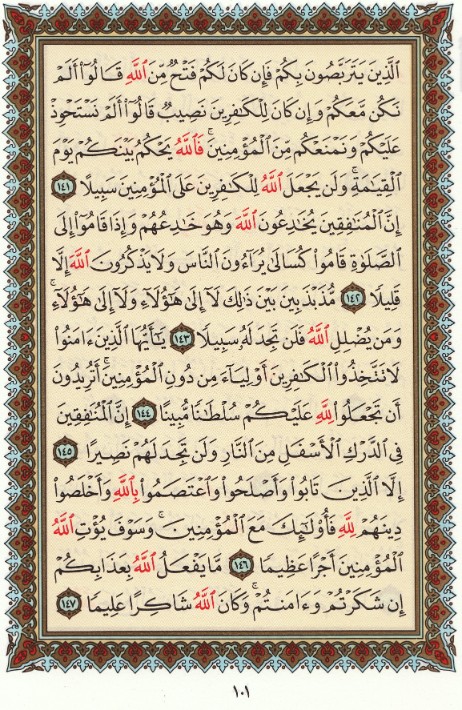 ٱلَّذِينَ يَتَرَبَّصُونَ بِكُمْ فَإِن كَانَ لَكُمْ فَتْحٌ مِّنَ ٱللَّهِ قَالُوٓا۟ أَلَمْ
نَكُن مَّعَكُمْ وَإِن كَانَ لِلْكَٰفِرِينَ نَصِيبٌ قَالُوٓا۟ أَلَمْ نَسْتَحْوِذْ
عَلَيْكُمْ وَنَمْنَعْكُم مِّنَ ٱلْمُؤْمِنِينَ ۚ فَٱللَّهُ يَحْكُمُ بَيْنَكُمْ يَوْمَ
ٱلْقِيَٰمَةِ ۗ وَلَن يَجْعَلَ ٱللَّهُ لِلْكَٰفِرِينَ عَلَى ٱلْمُؤْمِنِينَ سَبِيلًا ١٤١
إِنَّ ٱلْمُنَٰفِقِينَ يُخَٰدِعُونَ ٱللَّهَ وَهُوَ خَٰدِعُهُمْ وَإِذَا قَامُوٓا۟ إِلَى
ٱلصَّلَوٰةِ قَامُوا۟ كُسَالَىٰ يُرَآءُونَ ٱلنَّاسَ وَلَا يَذْكُرُونَ ٱللَّهَ إِلَّا
قَلِيلًا ١٤٢ مُّذَبْذَبِينَ بَيْنَ ذَٰلِكَ لَآ إِلَىٰ هَٰٓؤُلَآءِ وَلَآ إِلَىٰ هَٰٓؤُلَآءِ ۚ
وَمَن يُضْلِلِ ٱللَّهُ فَلَن تَجِدَ لَهُۥ سَبِيلًا ١٤٣ يَٰٓأَيُّهَا ٱلَّذِينَ ءَامَنُوا۟
لَا تَتَّخِذُوا۟ ٱلْكَٰفِرِينَ أَوْلِيَآءَ مِن دُونِ ٱلْمُؤْمِنِينَ ۚ أَتُرِيدُونَ
أَن تَجْعَلُوا۟ لِلَّهِ عَلَيْكُمْ سُلْطَٰنًا مُّبِينًا ١٤٤ إِنَّ ٱلْمُنَٰفِقِينَ
فِى ٱلدَّرْكِ ٱلْأَسْفَلِ مِنَ ٱلنَّارِ وَلَن تَجِدَ لَهُمْ نَصِيرًا ١٤٥
إِلَّا ٱلَّذِينَ تَابُوا۟ وَأَصْلَحُوا۟ وَٱعْتَصَمُوا۟ بِٱللَّهِ وَأَخْلَصُوا۟
دِينَهُمْ لِلَّهِ فَأُو۟لَٰٓئِكَ مَعَ ٱلْمُؤْمِنِينَ ۖ وَسَوْفَ يُؤْتِ ٱللَّهُ
ٱلْمُؤْمِنِينَ أَجْرًا عَظِيمًا ١٤٦ مَّا يَفْعَلُ ٱللَّهُ بِعَذَابِكُمْ
إِن شَكَرْتُمْ وَءَامَنتُمْ ۚ وَكَانَ ٱللَّهُ شَاكِرًا عَلِيمًا ١٤٧
١٠١